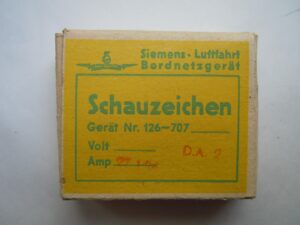 Siemens-Luftfahrt
Bordnetzgerät
Schauzeichen
Gerät Nr. 126-707
Volt
Amp